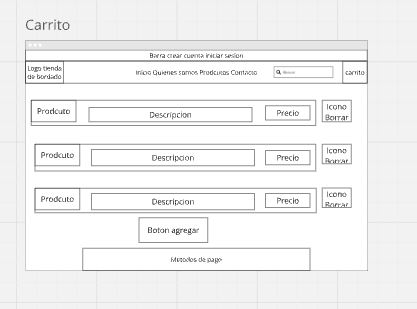 Carrito
Barra crear cuenta iniciar sesion
Logo tienda de bordado
Inicio Quienes somos Prodcutos Contacto
Buscar
carrito
Prodcuto
Descripcion
Precio
Icono Borrar
Prodcuto
Descripcion
Precio
Icono Borrar
Prodcuto
Descripcion
Precio
Icono Borrar
Boton agregar
Metodos de pago